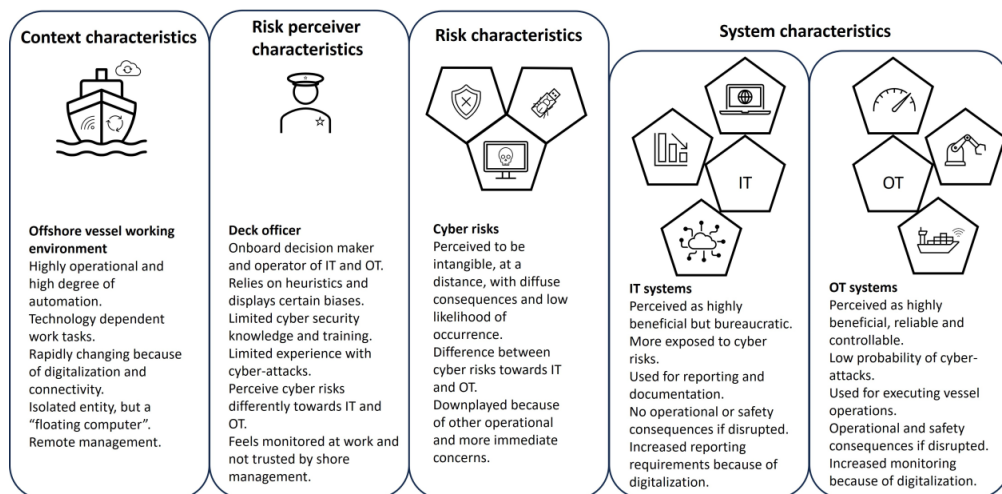 Context characteristics
Offshore vessel working
environment
Highly operational and
high degree of
automation.
Technology dependent
work tasks.
Rapidly changing because
of digitalization and
connectivity.
Isolated entity, but a
“floating computer”.
Remote management.
Risk perceiver
characteristics
Deck officer
Onboard decision maker
and operator of IT and OT.
Relies on heuristics and
displays certain biases.
Limited cyber security
knowledge and training.
Limited experience with
cyber-attacks.
Perceive cyber risks
differently towards IT and
OT.
Feels monitored at work and
not trusted by shore
management.
Risk characteristics
Cyber risks
Perceived to be
intangible, at a
distance, with diffuse
consequences and low
likelihood of
occurrence.
Difference between
cyber risks towards IT
and OT.
Downplayed because
of other operational
and more immediate
concerns.
System characteristics
IT
IT systems
Perceived as highly
beneficial but bureaucratic.
More exposed to cyber
risks.
Used for reporting and
documentation.
No operational or safety
consequences if disrupted.
Increased reporting
requirements because of
digitalization.
OT
OT systems
Perceived as highly
beneficial, reliable and
controllable.
Low probability of cyber-
attacks.
Used for executing vessel
operations.
Operational and safety
consequences if disrupted.
Increased monitoring
because of digitalization.